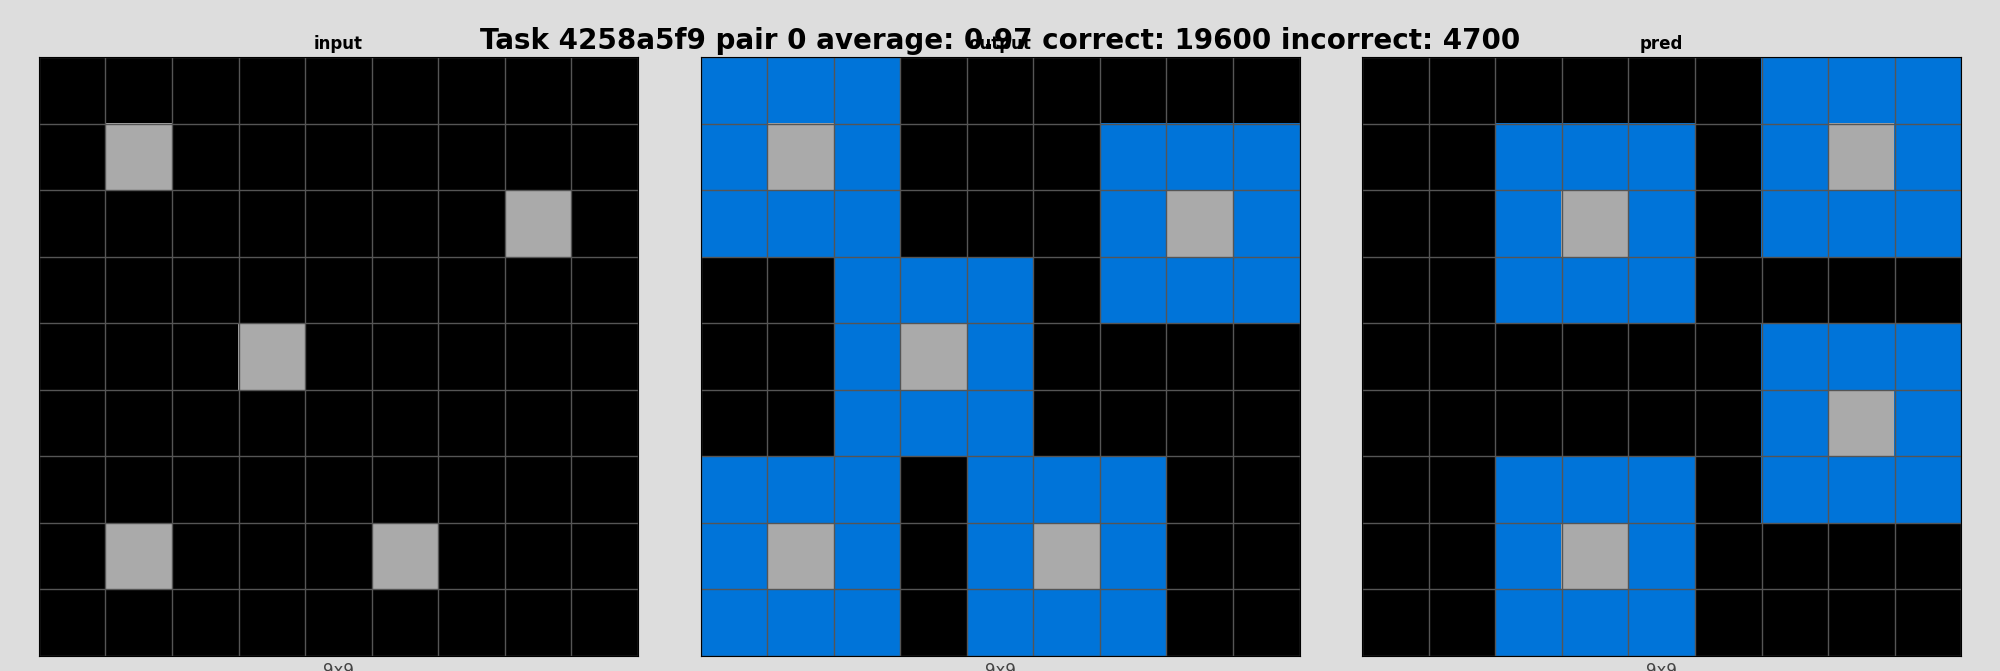 Task 4258a5f9 pair 0 average: 0.97 correct: 19600 incorrect: 4700
input
output
pred
9x9
9x9
9x9